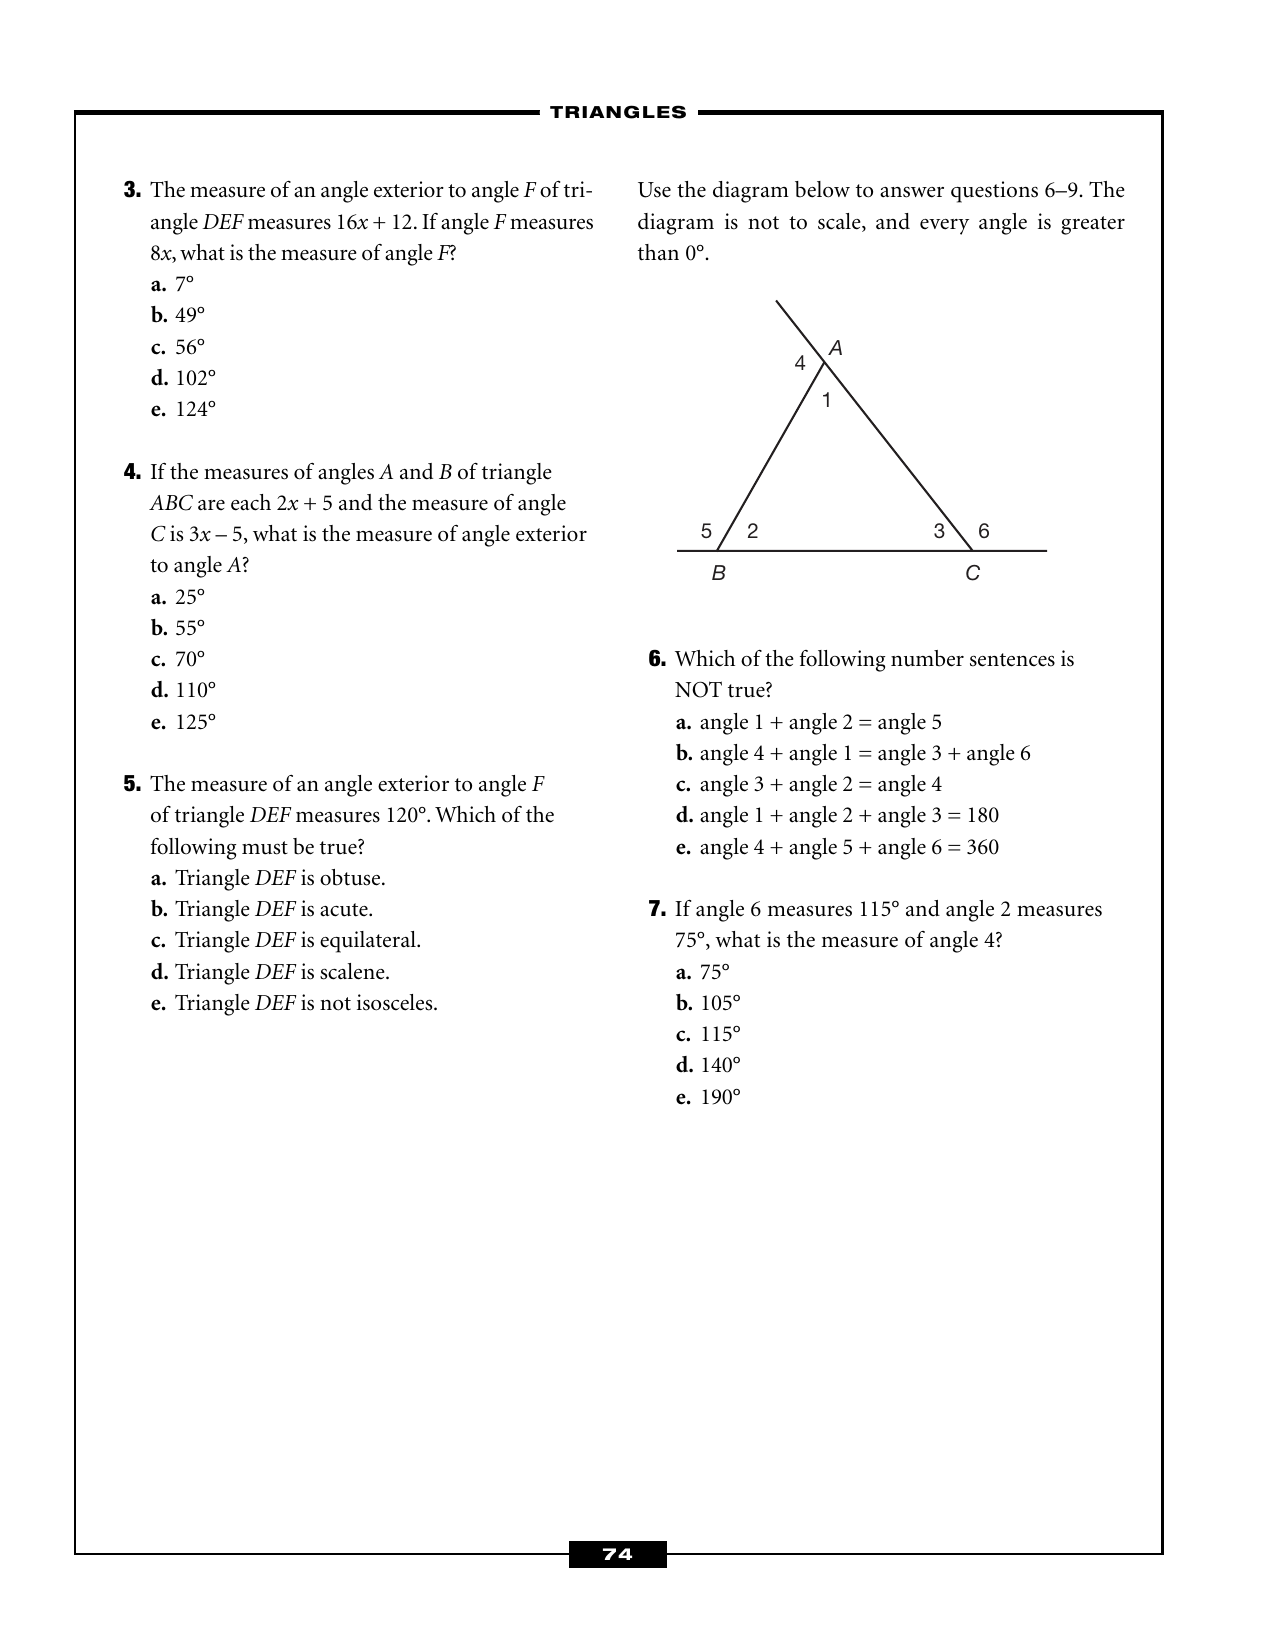 TRIANGLES
3. The measure of an angle exterior to angle F of tri-
angle DEF measures 16x + 12. If angle F measures
8x, what is the measure of angle F?
a. 7°
b. 49°
c. 56°
d. 102°
e. 124°
4. If the measures of angles A and B of triangle
ABC are each 2x + 5 and the measure of angle
C is 3x – 5, what is the measure of angle exterior
to angle A?
a. 25°
b. 55°
c. 70°
d. 110°
e. 125°
5. The measure of an angle exterior to angle F
of triangle DEF measures 120°. Which of the
following must be true?
a. Triangle DEF is obtuse.
b. Triangle DEF is acute.
c. Triangle DEF is equilateral.
d. Triangle DEF is scalene.
e. Triangle DEF is not isosceles.
Use the diagram below to answer questions 6–9. The
diagram is not to scale, and every angle is greater
than 0°.
A
4
1
5 2 3 6
B C
6. Which of the following number sentences is
NOT true?
a. angle 1 + angle 2 = angle 5
b. angle 4 + angle 1 = angle 3 + angle 6
c. angle 3 + angle 2 = angle 4
d. angle 1 + angle 2 + angle 3 = 180
e. angle 4 + angle 5 + angle 6 = 360
7. If angle 6 measures 115° and angle 2 measures
75°, what is the measure of angle 4?
a. 75°
b. 105°
c. 115°
d. 140°
e. 190°
74